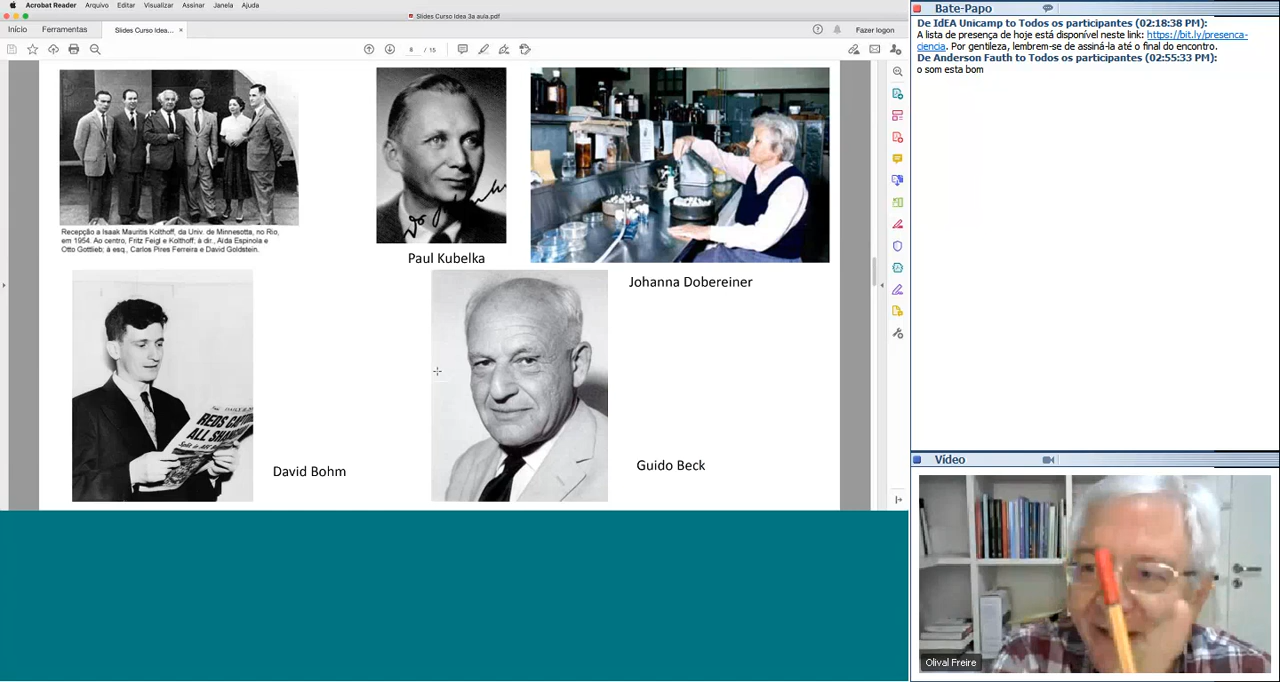 Acrobat Reader Arquivo Editar Visualizar Assinar Janela Ajuda
Slides Curso Idea 3a aula.pdf
Início Ferramentas Slides Curso Idea 3a... × Fazer logon
8 / 15
Recepção a Isaak Mauritis Kolthoff, da Univ. de Minnesotta, no Rio,
em 1954. Ao centro, Fritz Feigl e Kolthoff; à dir., Aída Espinola e
Otto Gottlieb; à esq., Carlos Pires Ferreira e David Goldstein.
Paul Kubelka
Johanna Dobereiner
REDS
ALL
David Bohm
Guido Beck
Bate-Papo
De IdEA Unicamp to Todos os participantes (02:18:38 PM):
A lista de presença de hoje está disponível neste link: https://bit.ly/presenca-
ciencia. Por gentileza, lembrem-se de assiná-la até o final do encontro.
De Anderson Fauth to Todos os participantes (02:55:33 PM):
o som esta bom
Vídeo
Olival Freire